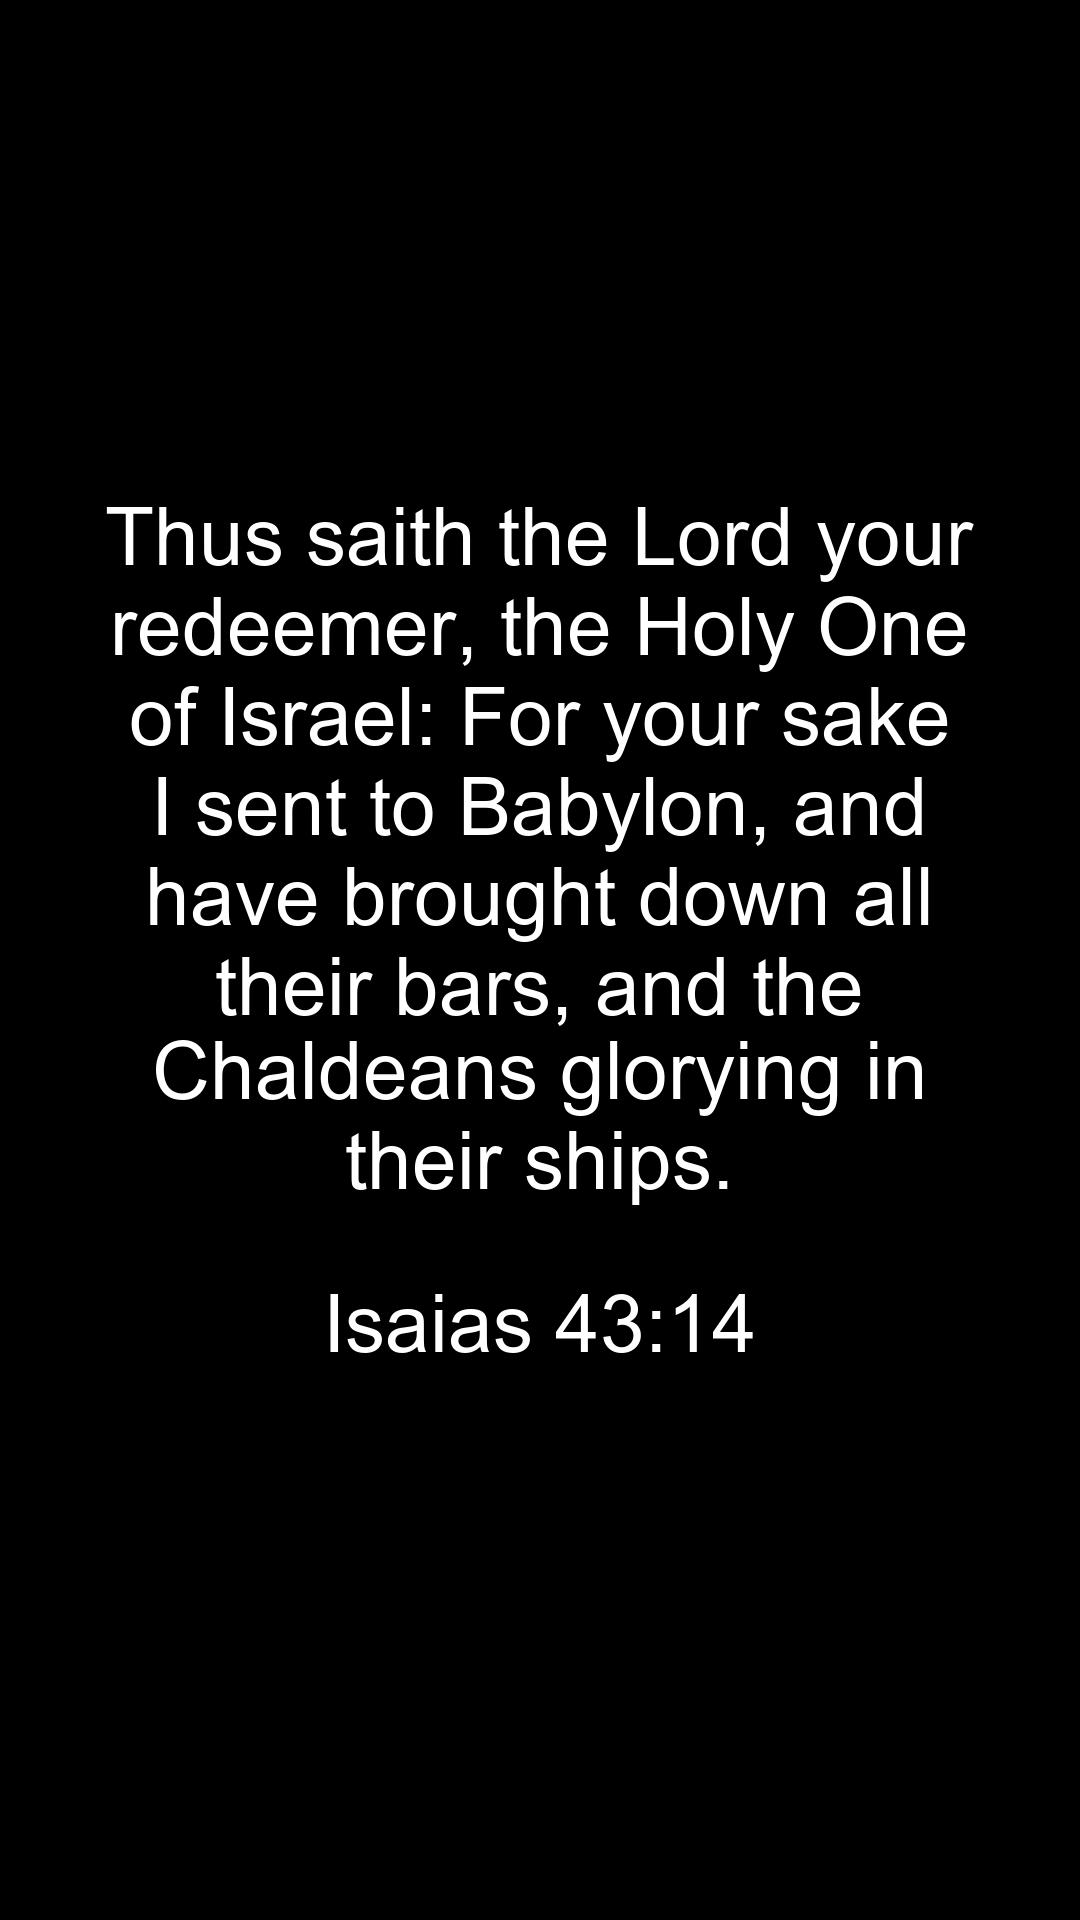 Thus saith the Lord your
redeemer, the Holy One
of Israel: For your sake
I sent to Babylon, and
have brought down all
their bars, and the
Chaldeans glorying in
their ships.
Isaias 43:14